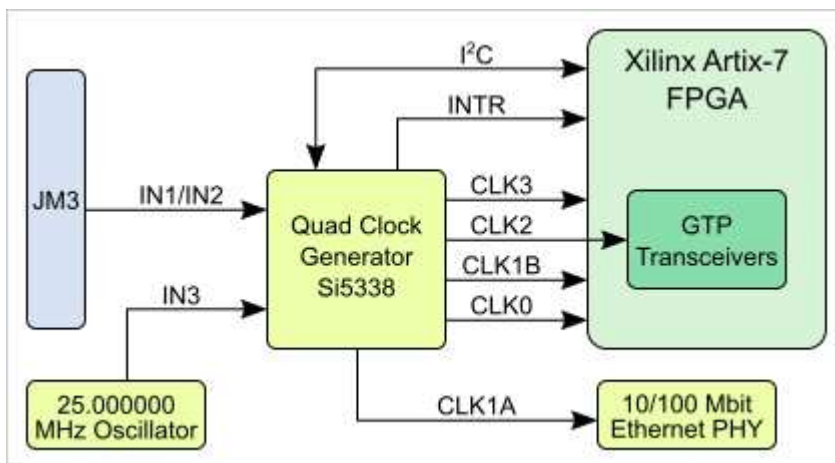 I²C
Xilinx Artix-7
FPGA
INTR
JM3
IN1/IN2
Quad Clock
Generator
Si5338
CLK3
CLK2
CLK1B
CLK0
GTP
Transceivers
IN3
25.000000
MHz Oscillator
CLK1A
10/100 Mbit
Ethernet PHY